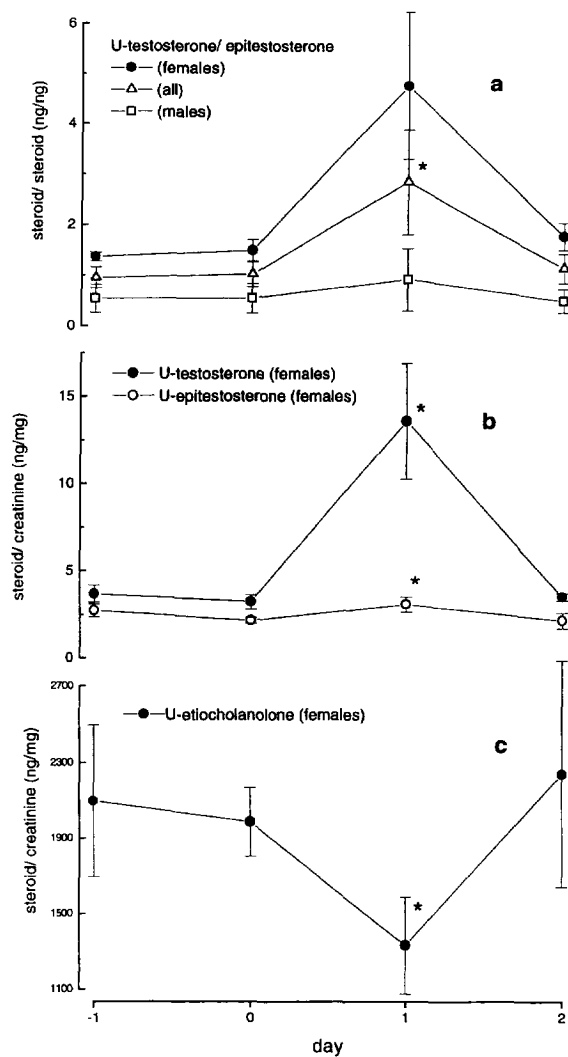 U-testosterone/ epitestosterone
(females)
(all)
(males)
a
steroid/ steroid (ng/ng)
6
4
2
0
*
U-testosterone (females)
U-epitestosterone (females)
b
steroid/ creatinine (ng/mg)
15
10
5
0
*
*
U-etiocholanolone (females)
c
steroid/ creatinine (ng/mg)
2700
2300
1900
1500
1100
*
-1 0 1 2
day